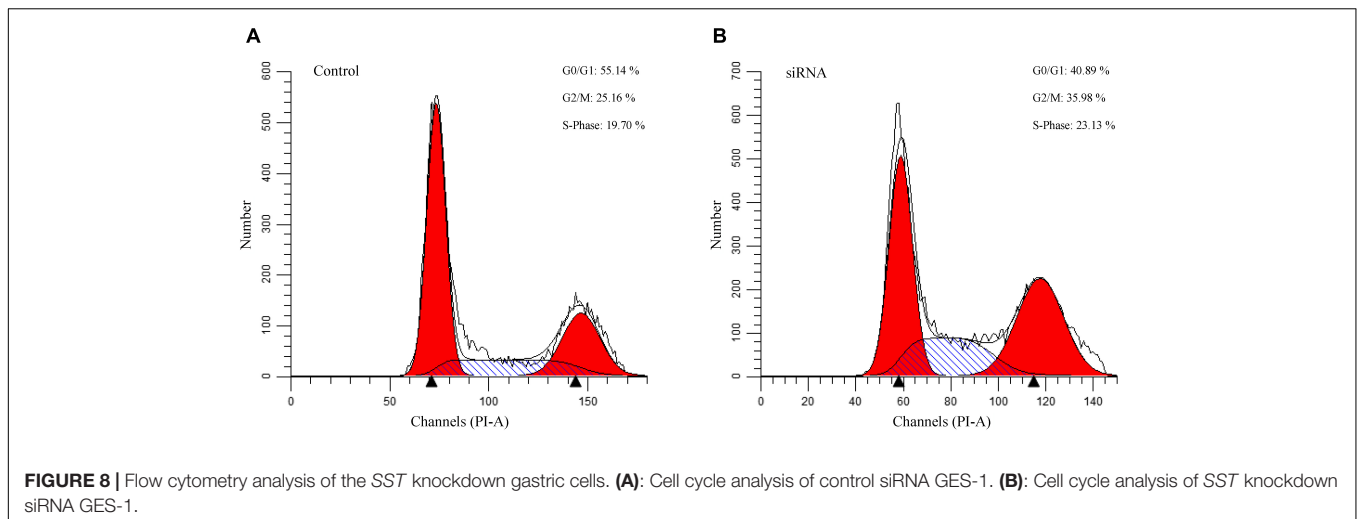 A
Control
G0/G1: 55.14 %
G2/M: 25.16 %
S-Phase: 19.70 %
Number
600
500
400
300
200
100
0
0
50
100
150
Channels (PI-A)
B
siRNA
G0/G1: 40.89 %
G2/M: 35.98 %
S-Phase: 23.13 %
Number
700
600
500
400
300
200
100
0
0
20
40
60
80
100
120
140
Channels (PI-A)
FIGURE 8 | Flow cytometry analysis of the SST knockdown gastric cells. (A): Cell cycle analysis of control siRNA GES-1. (B): Cell cycle analysis of SST knockdown
siRNA GES-1.